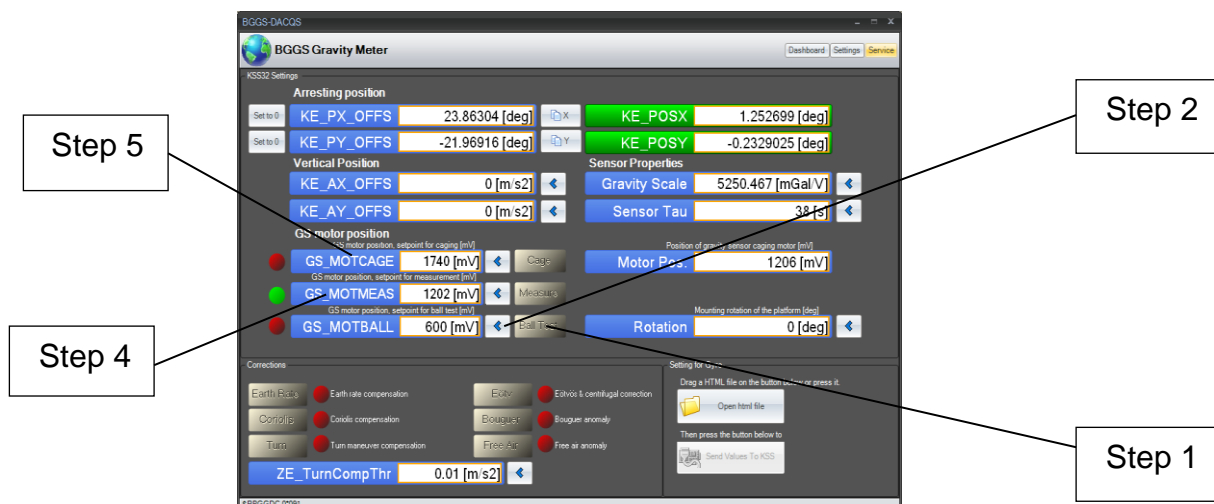 BGGS-DACQS
BGGS Gravity Meter
Dashboard Settings Service
KSS32 Settings
Arresting position
Set to 0 KE_PX_OFFS 23.86304 [deg] X KE_POSX 1.252699 [deg]
Set to 0 KE_PY_OFFS -21.96916 [deg] Y KE_POSY -0.2329025 [deg]
Vertical Position Sensor Properties
KE_AX_OFFS 0 [m/s2] Gravity Scale 5250.467 [mGal/V]
KE_AY_OFFS 0 [m/s2] Sensor Tau 38 [s]
GS motor position
GS motor position, setpoint for caging [mV] Position of gravity sensor caging motor [mV]
GS_MOTCAGE 1740 [mV] Cage Motor Pos. 1206 [mV]
GS motor position, setpoint for measurement [mV]
GS_MOTMEAS 1202 [mV] Measure
GS motor position, setpoint for ball test [mV] Mounting rotation of the platform [deg]
GS_MOTBALL 600 [mV] Ball Test Rotation 0 [deg]
Corrections Setting for Gyro
Drag a HTML file on the button below or press it.
Earth Rate Earth rate compensation Eötv Eötvös & centrifugal correction
Open html file
Coriolis Coriolis compensation Bouguer Bouguer anomaly
Then press the button below to
Turn Turn maneuver compensation Free Air Free air anomaly
Send Values To KSS
ZE_TurnCompThr 0.01 [m/s2]
Step 5
Step 4
Step 2
Step 1